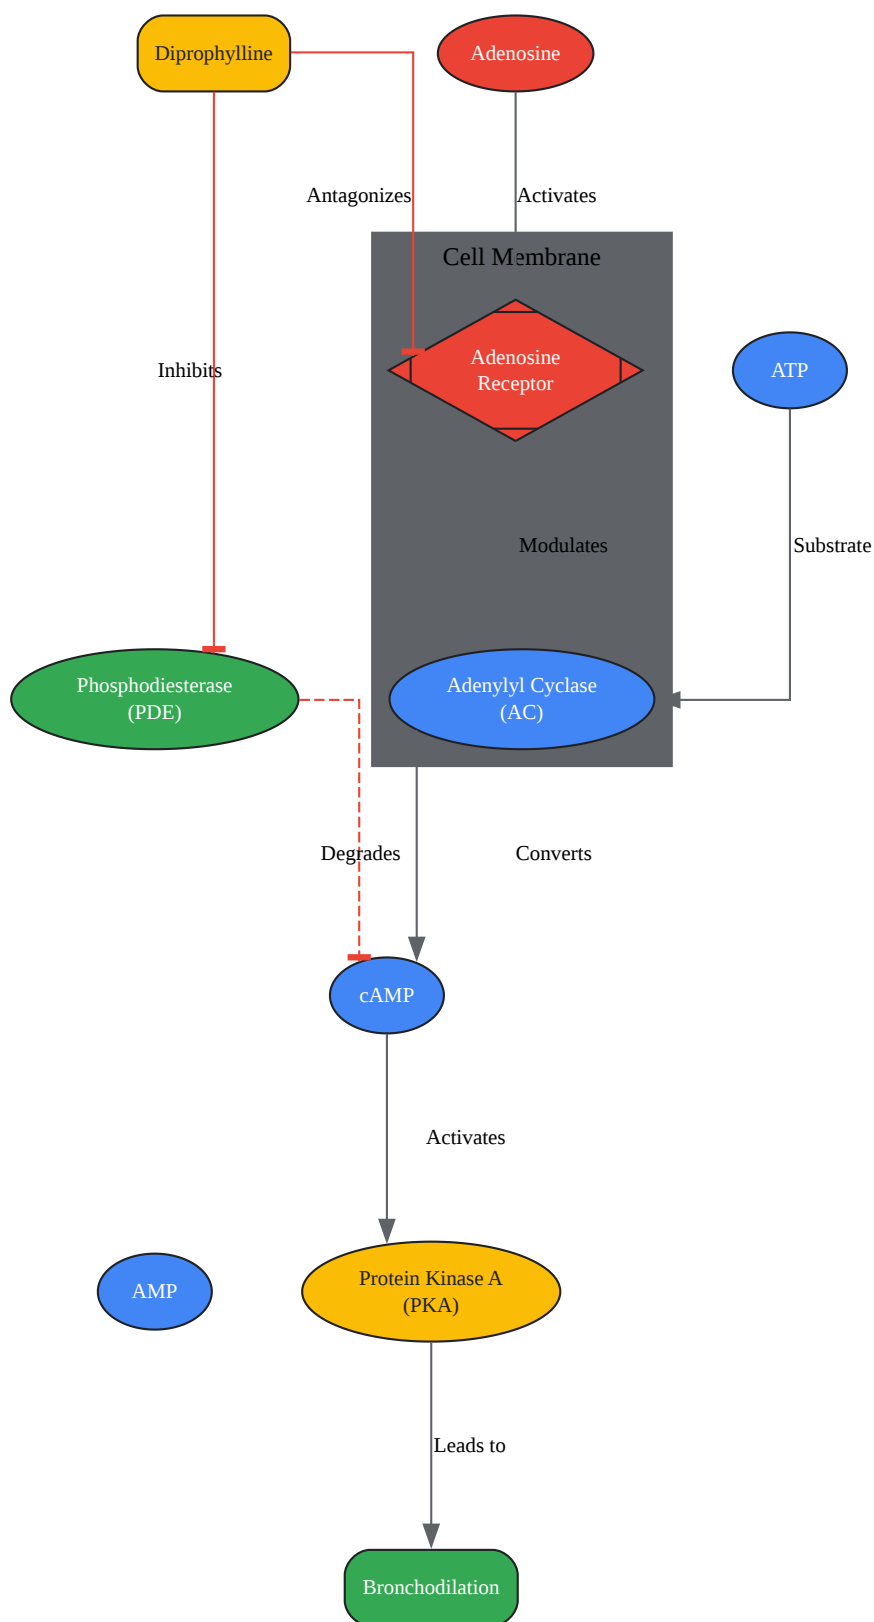 Diprophylline
Adenosine
Antagonizes
Activates
Cell Membrane
Adenosine
Receptor
ATP
Inhibits
Modulates
Substrate
Phosphodiesterase
(PDE)
Adenylyl Cyclase
(AC)
Degrades
Converts
cAMP
Activates
AMP
Protein Kinase A
(PKA)
Leads to
Bronchodilation